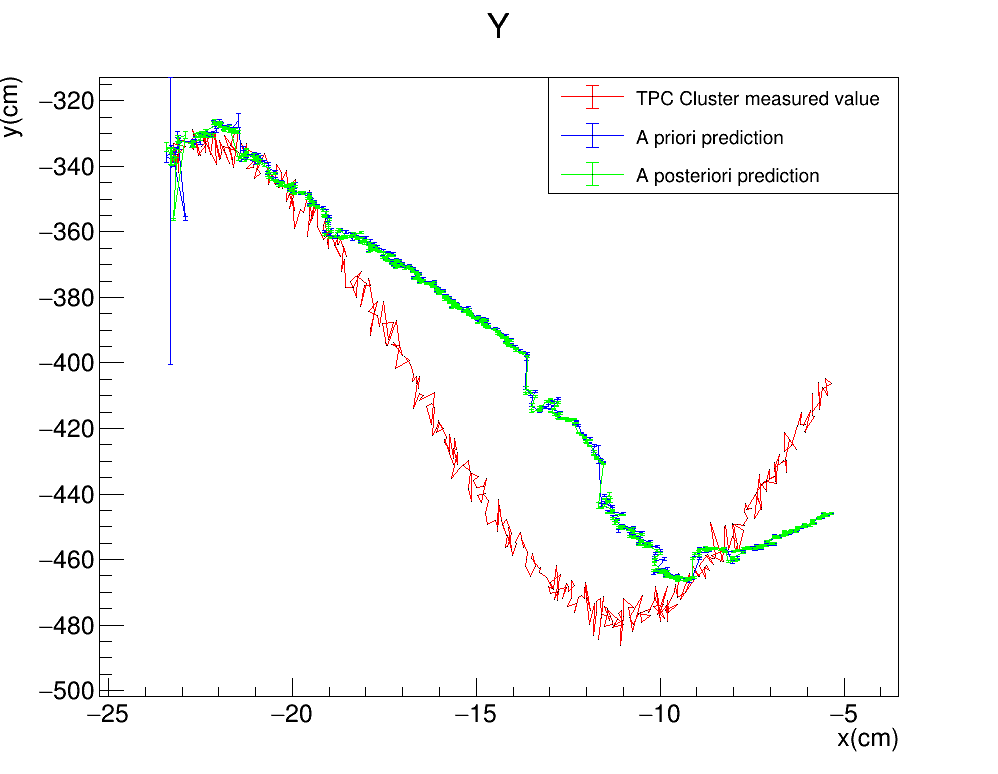 Y
y(cm)
−320
−340
−360
−380
−400
−420
−440
−460
−480
−500
TPC Cluster measured value
A priori prediction
A posteriori prediction
−25 −20 −15 −10 −5
x(cm)